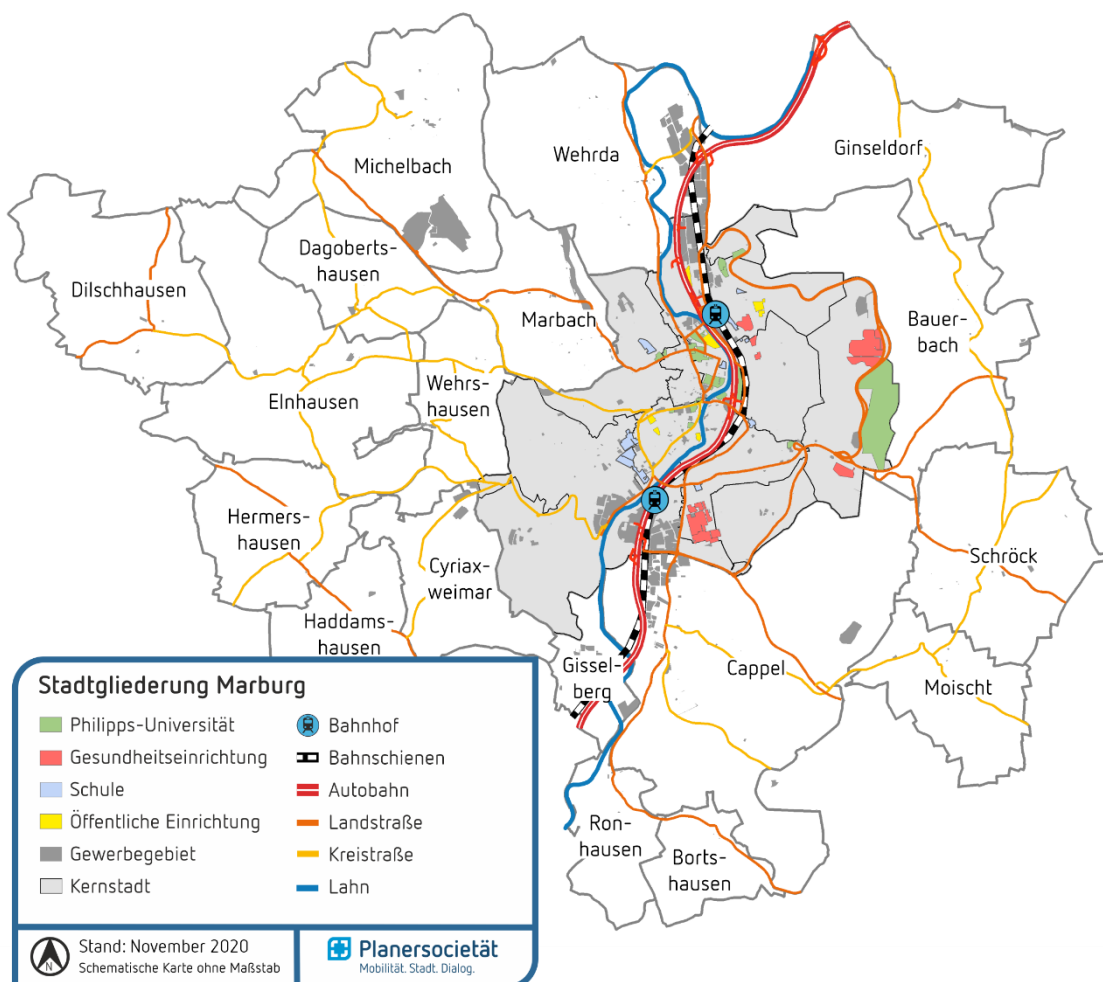 Michelbach
Wehrda
Ginseldorf
Dagoberts-
hausen
Dilschhausen
Marbach
Bauer-
bach
Wehrs-
hausen
Elnhausen
Hermers-
hausen
Cyriax-
weimar
Schröck
Haddams-
hausen
Gissel-
berg
Cappel
Moischt
Ron-
hausen
Borts-
hausen
Stadtgliederung Marburg
Philipps-Universität
Gesundheitseinrichtung
Schule
Öffentliche Einrichtung
Gewerbegebiet
Kernstadt
Bahnhof
Bahnschienen
Autobahn
Landstraße
Kreistraße
Lahn
N
Stand: November 2020
Schematische Karte ohne Maßstab
Planersocietät
Mobilität. Stadt. Dialog.